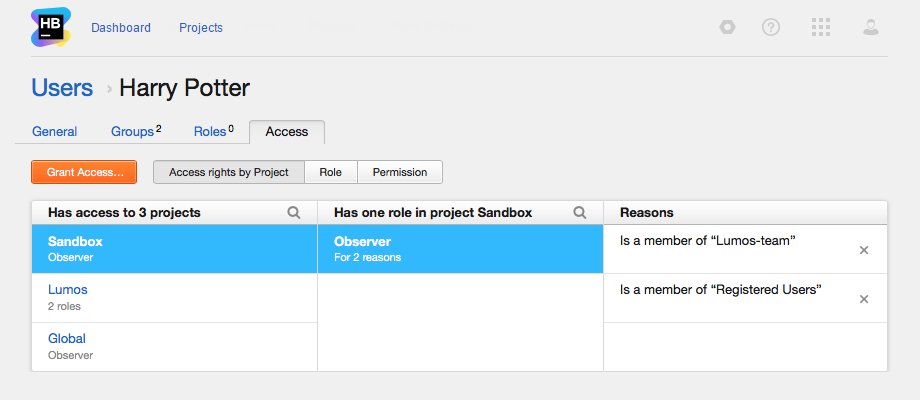 HB
Dashboard
Projects
?
Users › Harry Potter
General
Groups 2
Roles 0
Access
Grant Access...
Access rights by Project
Role
Permission
Has access to 3 projects
Has one role in project Sandbox
Reasons
Sandbox
Observer
Observer
For 2 reasons
Is a member of “Lumos-team”
Lumos
2 roles
Is a member of “Registered Users”
Global
Observer